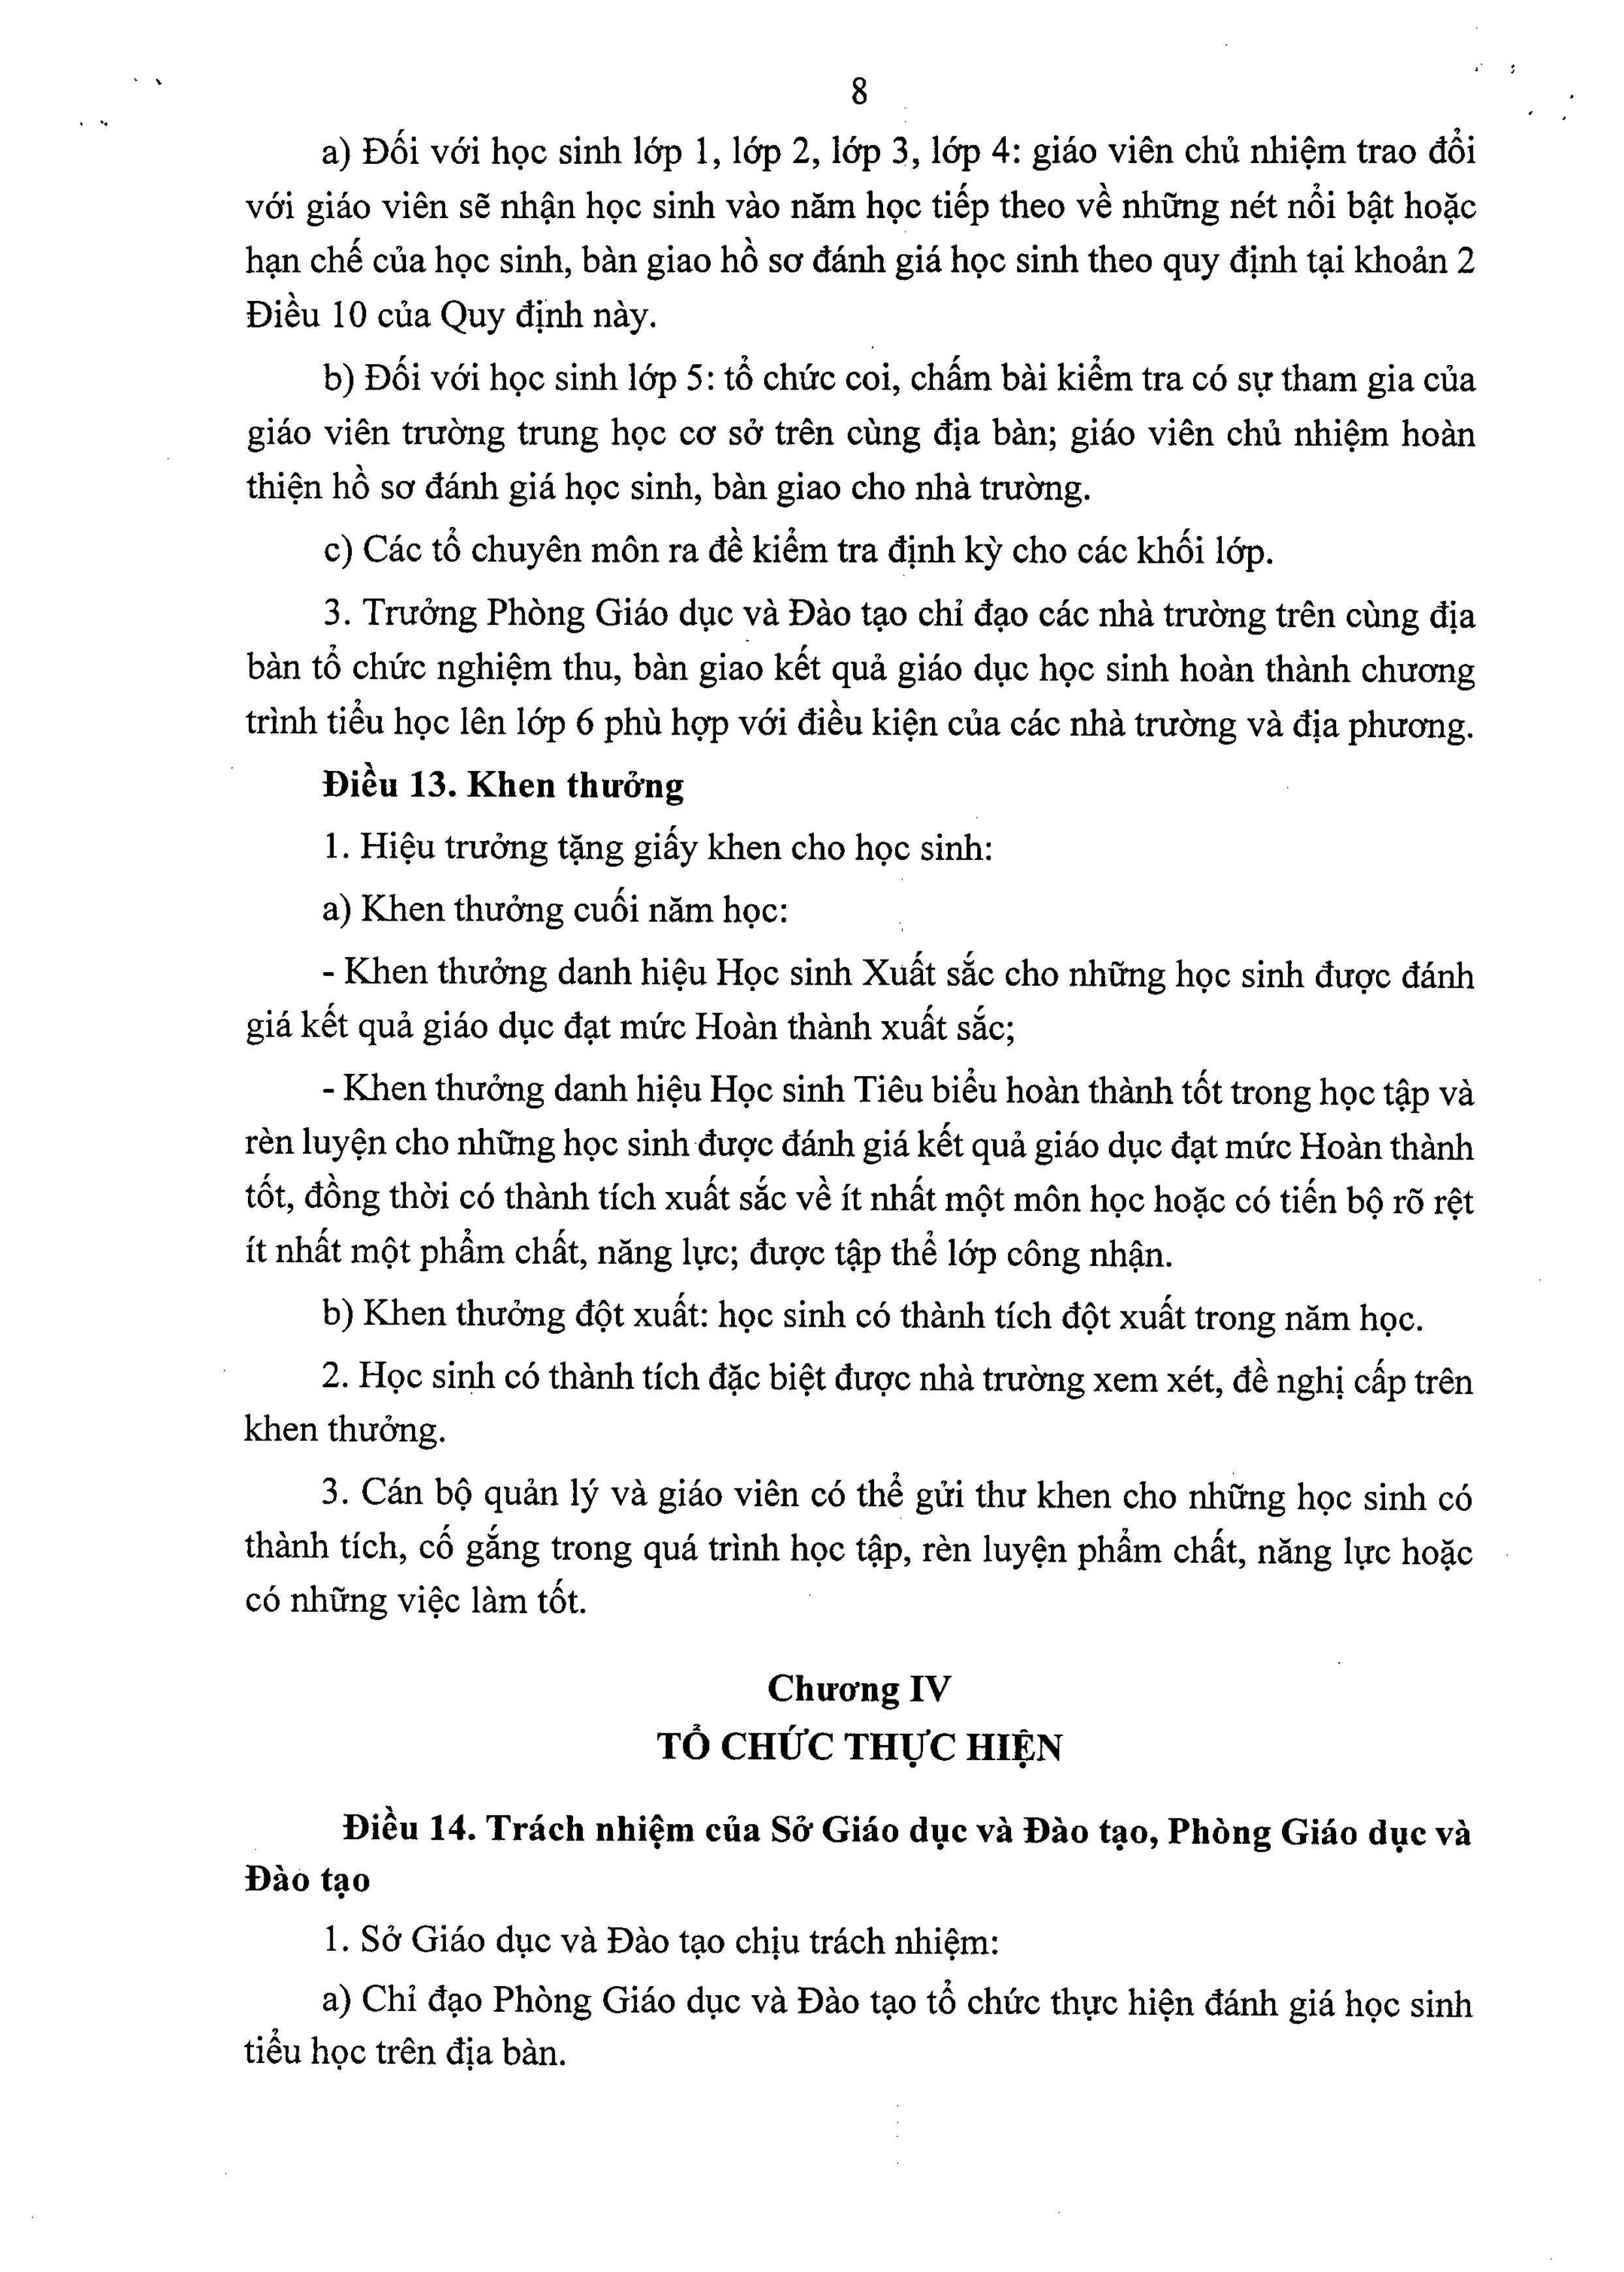 8
a) Đối với học sinh lớp 1, lớp 2, lớp 3, lớp 4: giáo viên chủ nhiệm trao đổi
với giáo viên sẽ nhận học sinh vào năm học tiếp theo về những nét nổi bật hoặc
hạn chế của học sinh, bàn giao hồ sơ đánh giá học sinh theo quy định tại khoản 2
Điều 10 của Quy định này.
b) Đối với học sinh lớp 5: tổ chức coi, chấm bài kiểm tra có sự tham gia của
giáo viên trường trung học cơ sở trên cùng địa bàn; giáo viên chủ nhiệm hoàn
thiện hồ sơ đánh giá học sinh, bàn giao cho nhà trường.
c) Các tổ chuyên môn ra đề kiểm tra định kỳ cho các khối lớp.
3. Trưởng Phòng Giáo dục và Đào tạo chỉ đạo các nhà trường trên cùng địa
bàn tổ chức nghiệm thu, bàn giao kết quả giáo dục học sinh hoàn thành chương
trình tiểu học lên lớp 6 phù hợp với điều kiện của các nhà trường và địa phương.
Điều 13. Khen thưởng
1. Hiệu trưởng tặng giấy khen cho học sinh:
a) Khen thưởng cuối năm học:
- Khen thưởng danh hiệu Học sinh Xuất sắc cho những học sinh được đánh
giá kết quả giáo dục đạt mức Hoàn thành xuất sắc;
- Khen thưởng danh hiệu Học sinh Tiêu biểu hoàn thành tốt trong học tập và
rèn luyện cho những học sinh được đánh giá kết quả giáo dục đạt mức Hoàn thành
tốt, đồng thời có thành tích xuất sắc về ít nhất một môn học hoặc có tiến bộ rõ rệt
ít nhất một phẩm chất, năng lực; được tập thể lớp công nhận.
b) Khen thưởng đột xuất: học sinh có thành tích đột xuất trong năm học.
2. Học sinh có thành tích đặc biệt được nhà trường xem xét, đề nghị cấp trên
khen thưởng.
3. Cán bộ quản lý và giáo viên có thể gửi thư khen cho những học sinh có
thành tích, cố gắng trong quá trình học tập, rèn luyện phẩm chất, năng lực hoặc
có những việc làm tốt.
Chương IV
TỔ CHỨC THỰC HIỆN
Điều 14. Trách nhiệm của Sở Giáo dục và Đào tạo, Phòng Giáo dục và
Đào tạo
1. Sở Giáo dục và Đào tạo chịu trách nhiệm:
a) Chỉ đạo Phòng Giáo dục và Đào tạo tổ chức thực hiện đánh giá học sinh
tiểu học trên địa bàn.